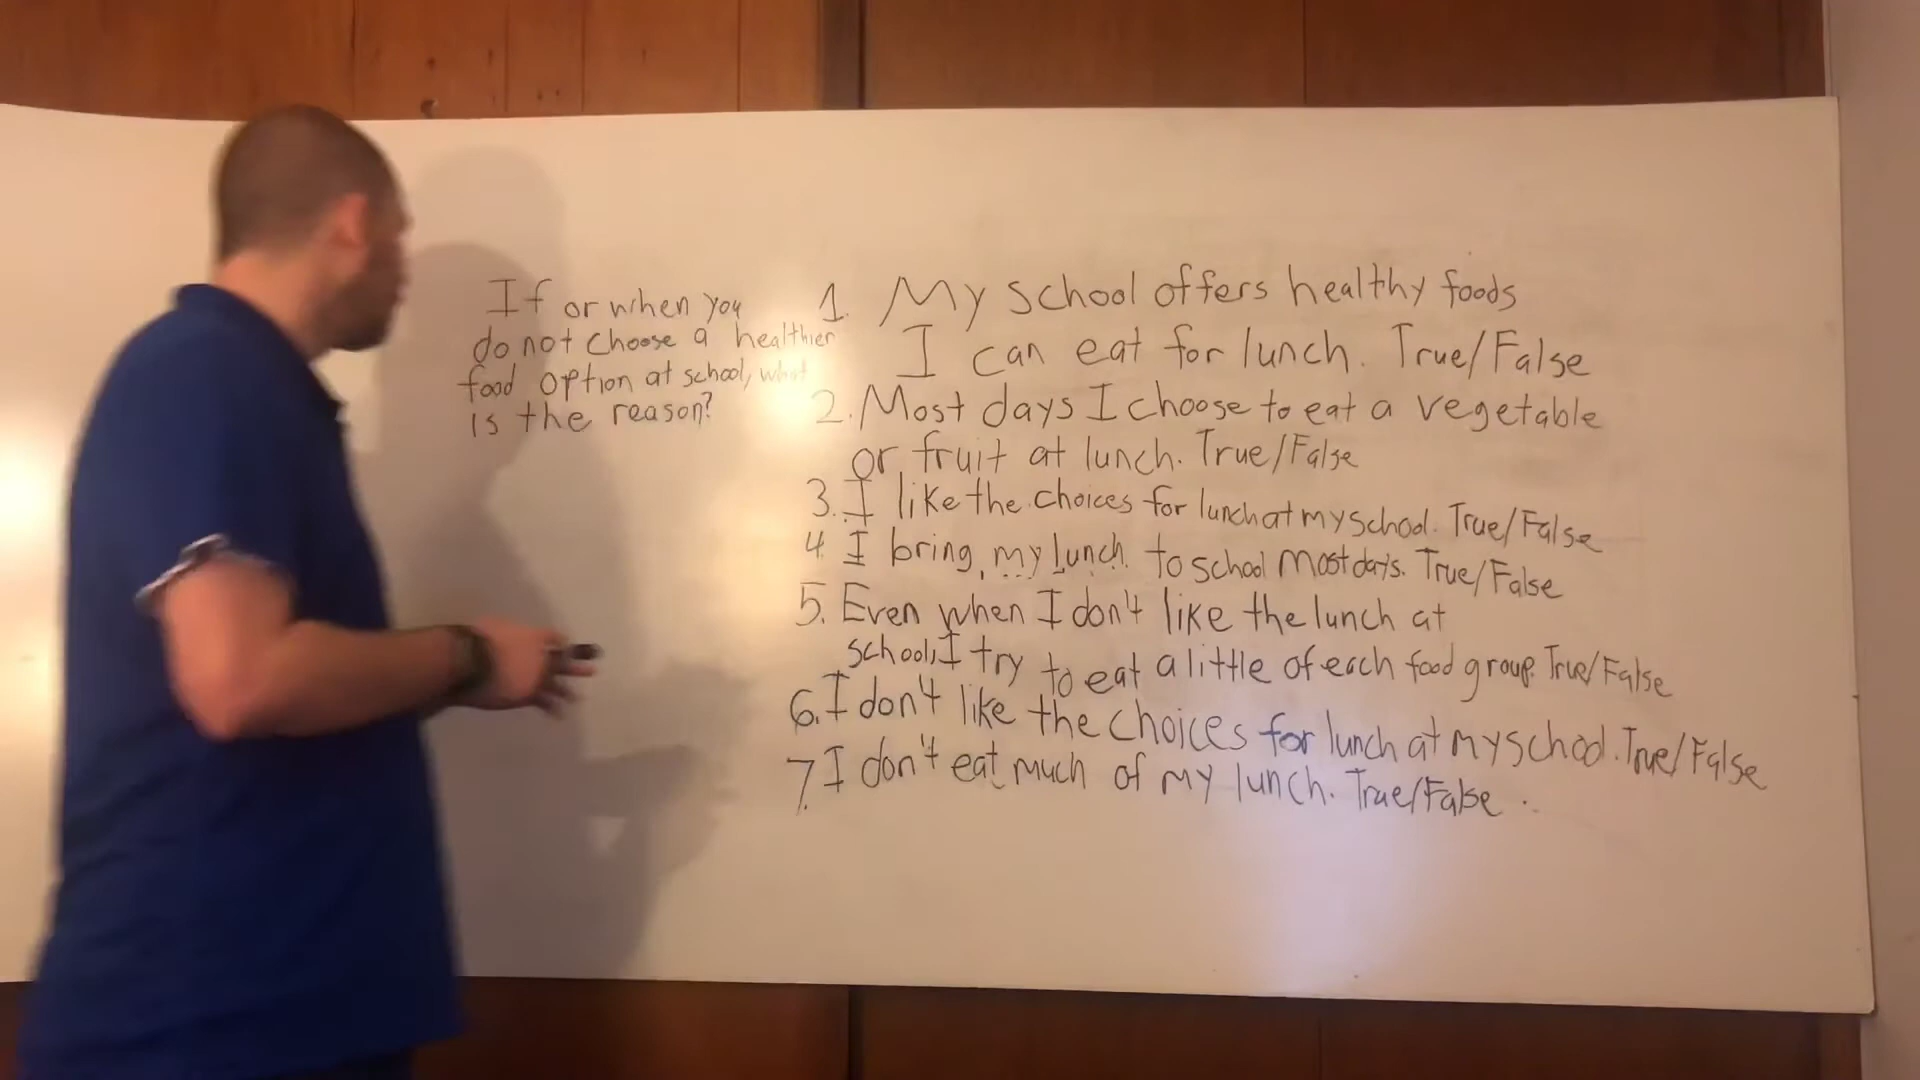 If or when you
do not choose a healthier
food option at school, what
is the reason?
1. My school offers healthy foods
I can eat for lunch. True/False
2. Most days I choose to eat a vegetable
or fruit at lunch. True/False
3. I like the choices for lunch at my school. True/False
4. I bring my lunch to school most days. True/False
5. Even when I don't like the lunch at
school, I try to eat a little of each food group. True/False
6. I don't like the choices for lunch at my school. True/False
7. I don't eat much of my lunch. True/False